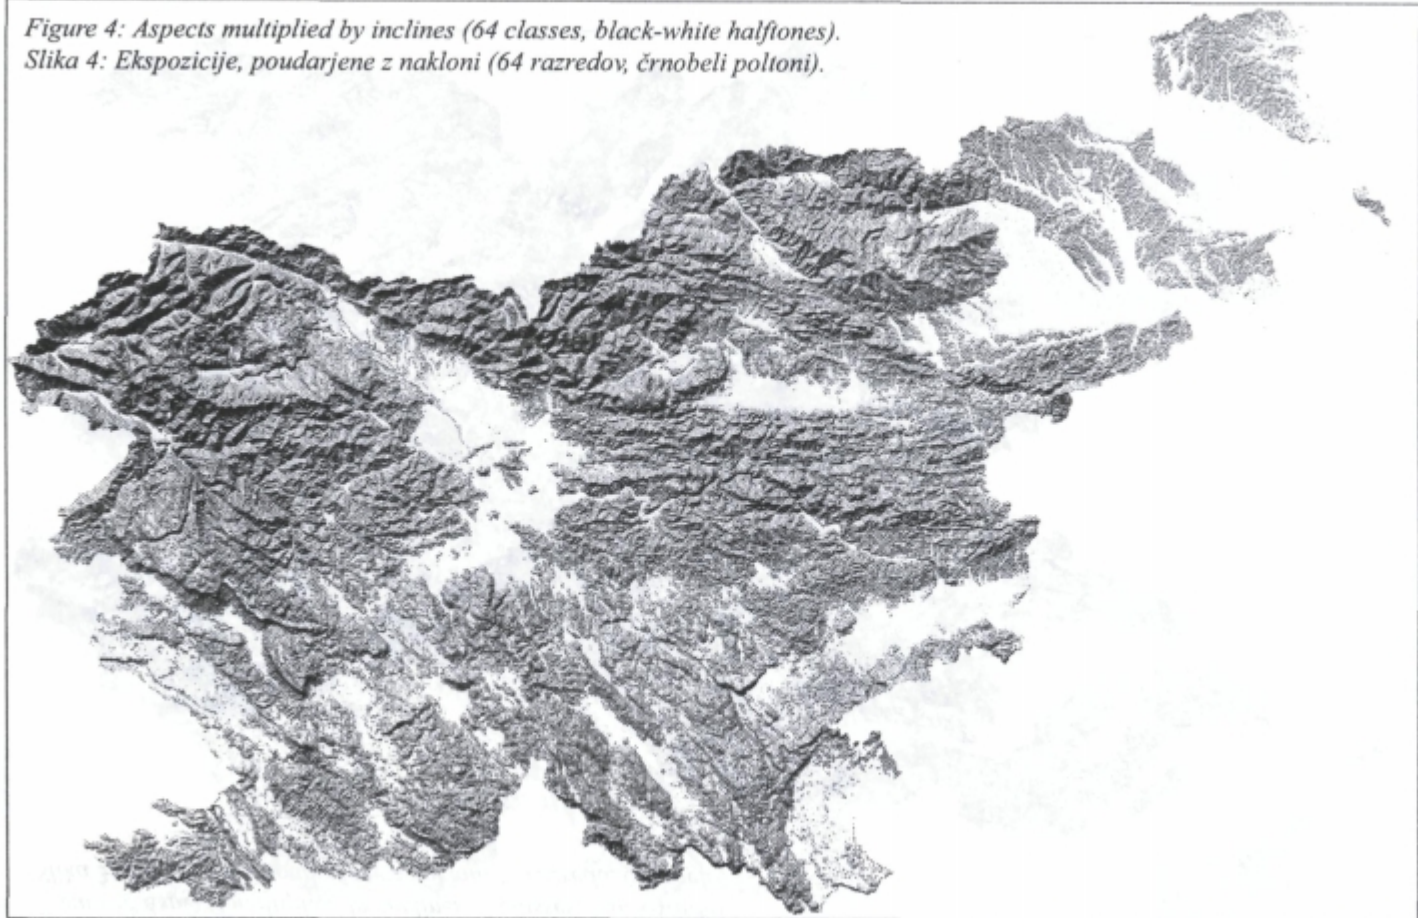 Figure 4: Aspects multiplied by inclines (64 classes, black-white halftones).
Slika 4: Ekspozicije, poudarjene z nakloni (64 razredov, črnobeli poltoni).